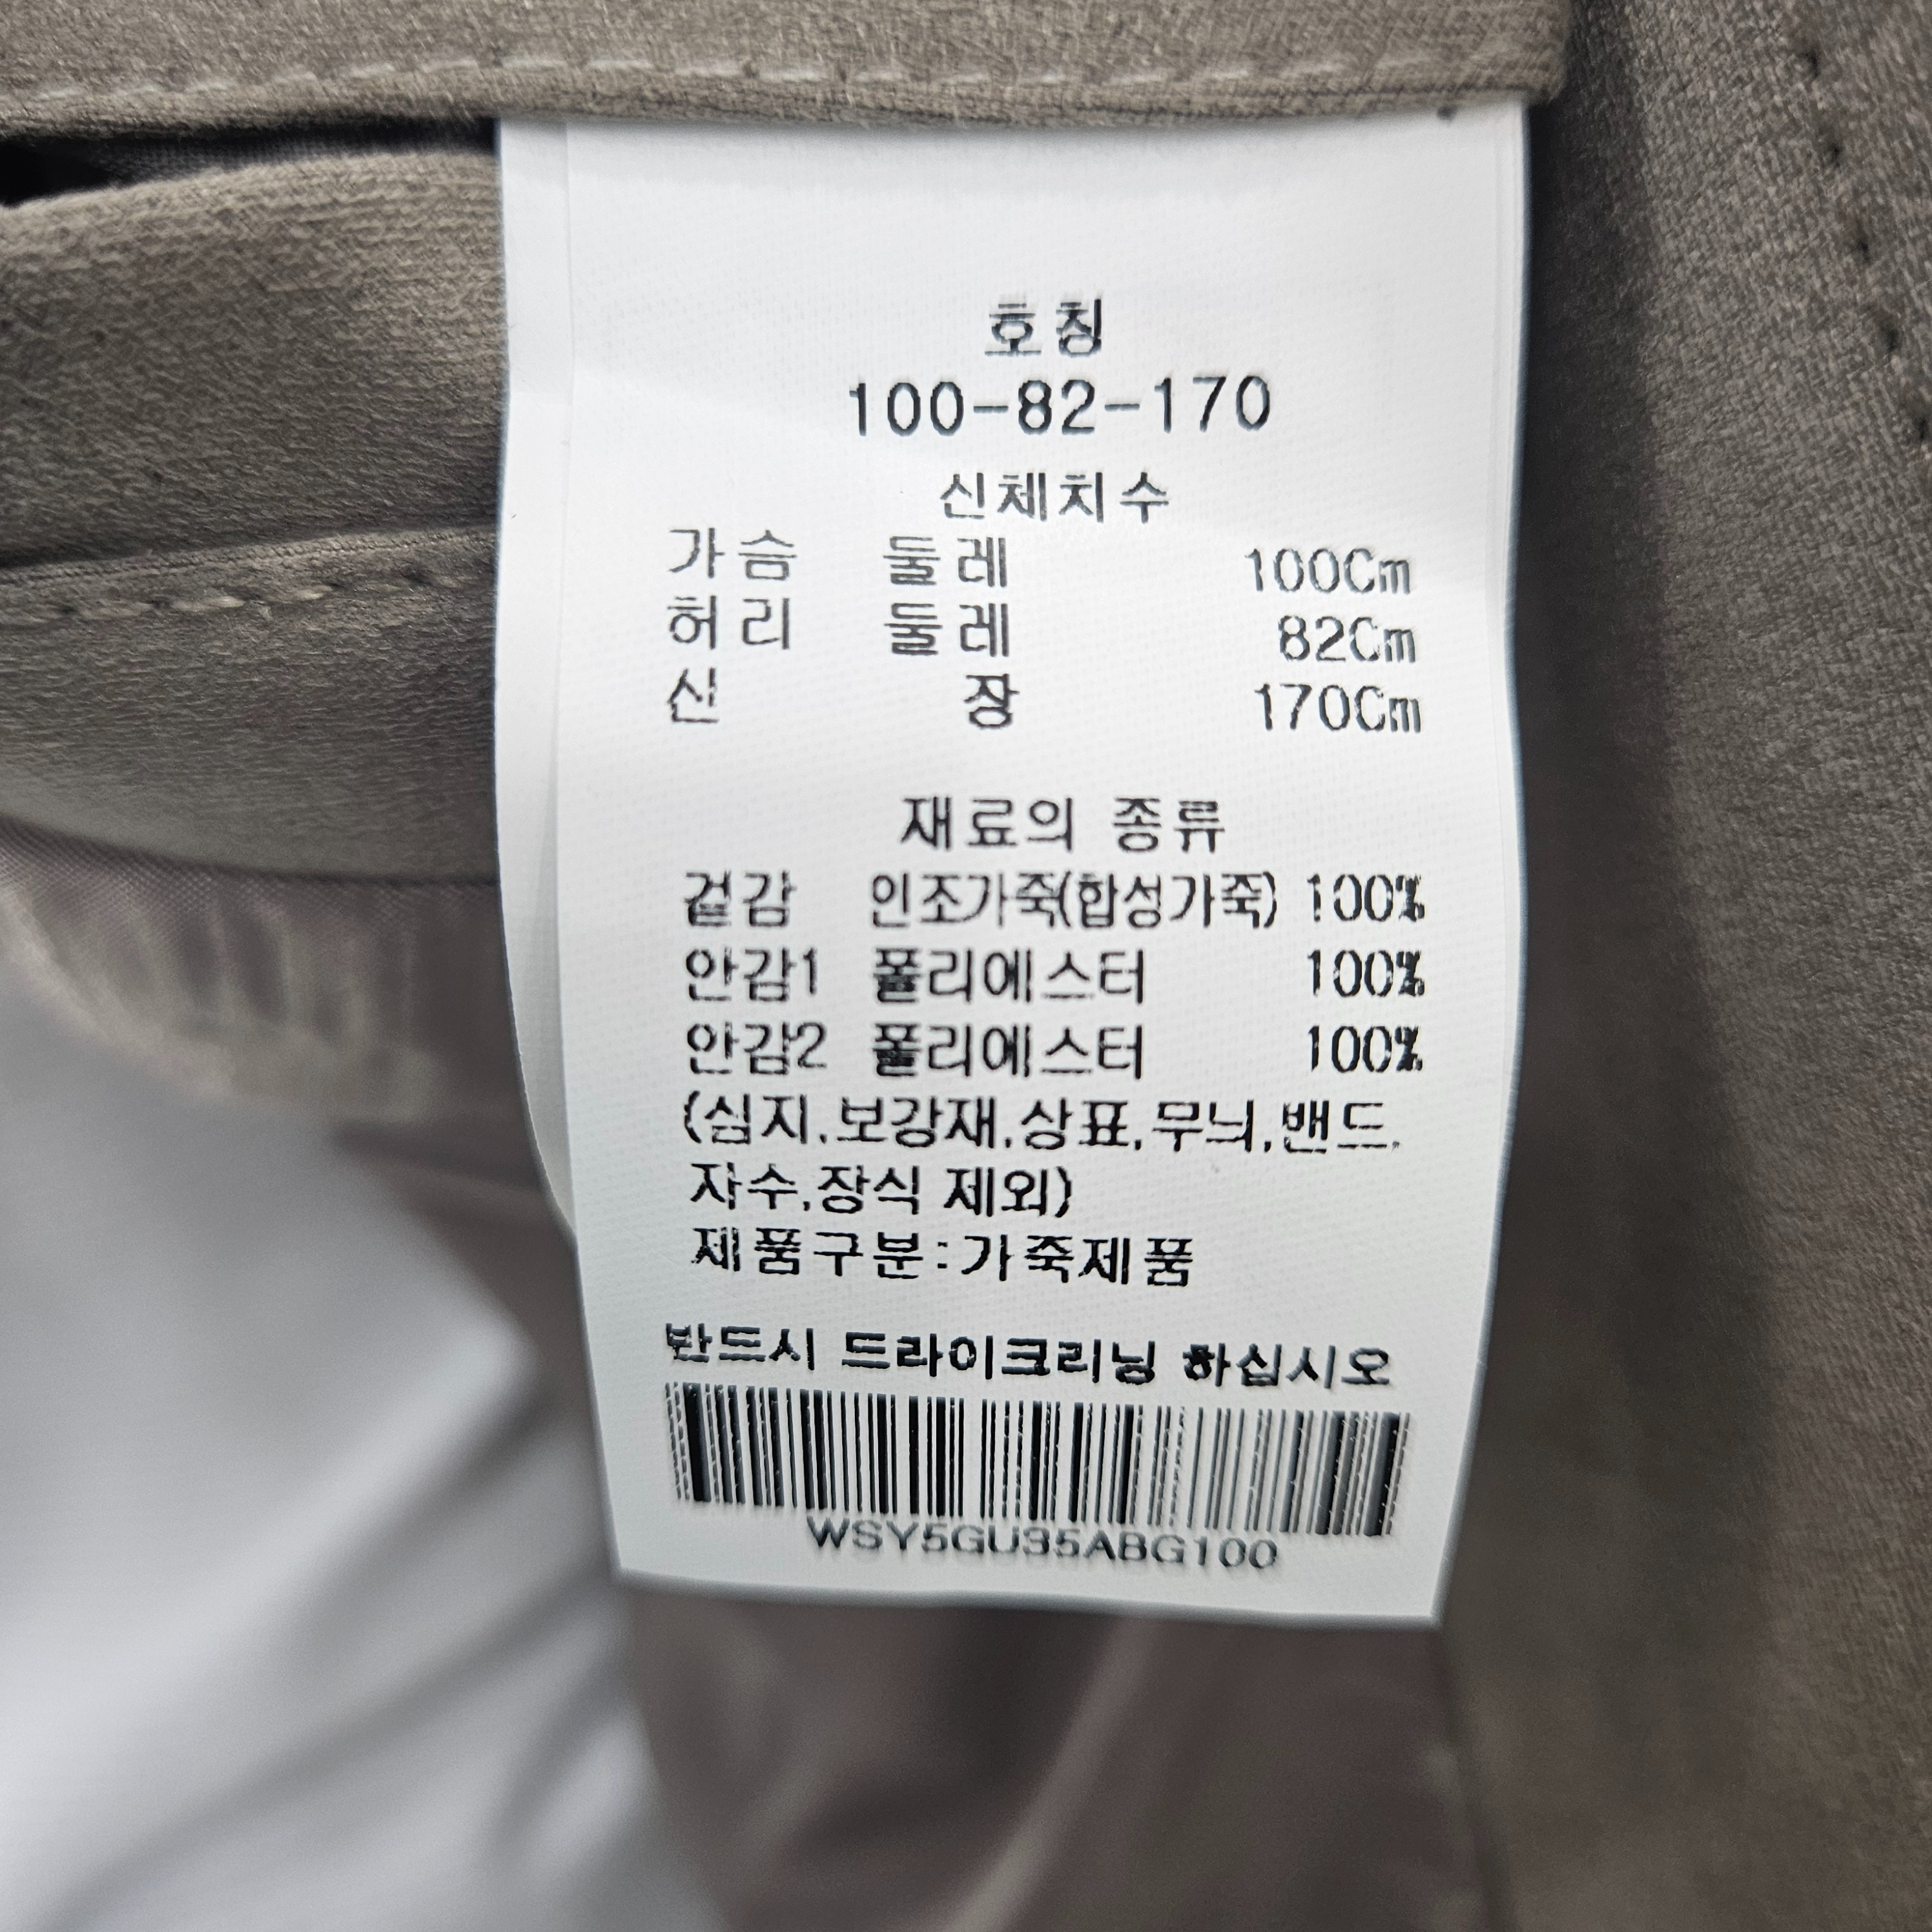 호칭
100-82-170
신체치수
가슴 둘레 100Cm
허리 둘레 82Cm
신 장 170Cm
재료의 종류
겉감 인조가죽(합성가죽) 100%
안감1 폴리에스터 100%
안감2 폴리에스터 100%
(심지,보강재,상표,무늬,밴드,
자수,장식 제외)
제품구분:가죽제품
반드시 드라이크리닝 하십시오
WSY5GU35ABG100